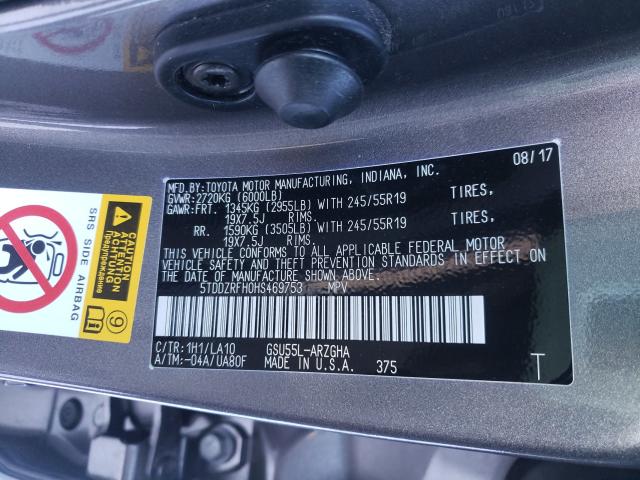 MFD.BY:TOYOTA MOTOR MANUFACTURING, INDIANA, INC. 08/17
GVWR:2720KG (6000LB)
GAWR:FRT. 1345KG (2955LB) WITH 245/55R19 TIRES,
19X7.5J RIMS.
RR. 1590KG (3505LB) WITH 245/55R19 TIRES,
19X7.5J RIMS.
THIS VEHICLE CONFORMS TO ALL APPLICABLE FEDERAL MOTOR
VEHICLE SAFETY AND THEFT PREVENTION STANDARDS IN EFFECT ON
THE DATE OF MANUFACTURE SHOWN ABOVE.
5TDDZRFH0HS469753 MPV
C/TR:1H1/LA10 GSU55L-ARZGHA
A/TM:-04A/UA80F MADE IN U.S.A. 375 T
SRS SIDE AIRBAG
CAUTION
ATTENTION
Предупреждение
9